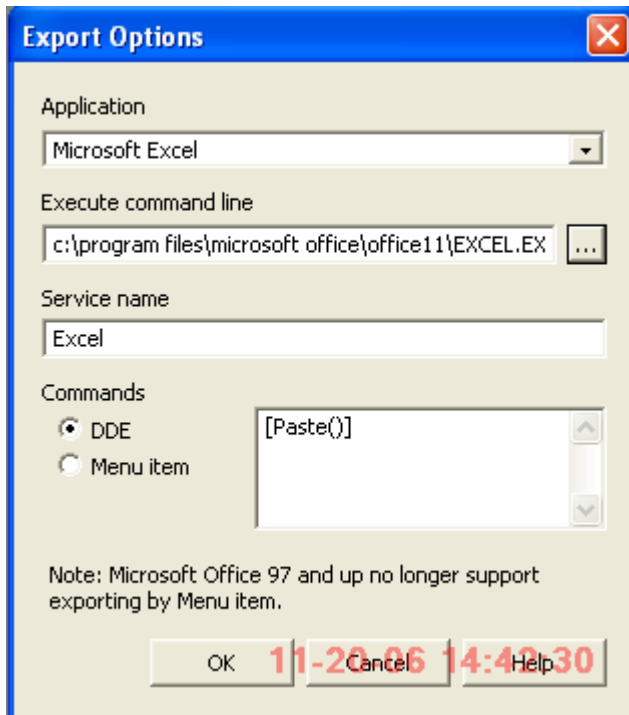 Export Options
Application
Microsoft Excel
Execute command line
c:\program files\microsoft office\office11\EXCEL.EX
...
Service name
Excel
Commands
DDE
[Paste()]
Menu item
Note: Microsoft Office 97 and up no longer support
exporting by Menu item.
OK Cancel Help
11-20-06 14:42:30